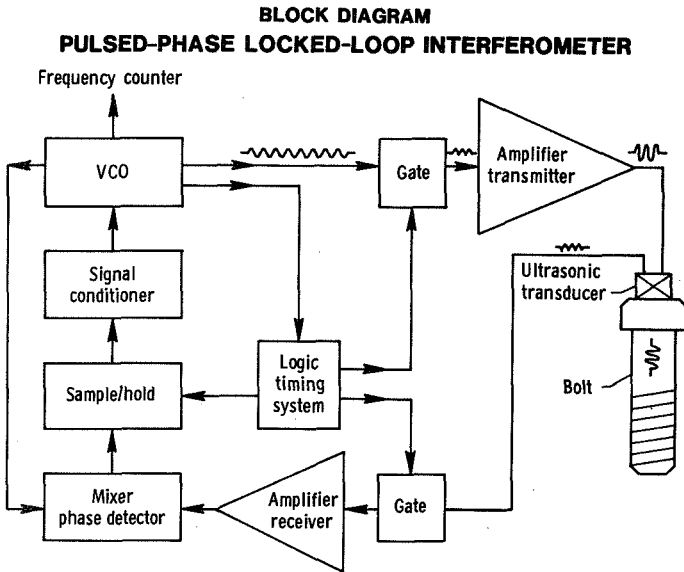 BLOCK DIAGRAM
PULSED-PHASE LOCKED-LOOP INTERFEROMETER
Frequency counter
VCO
Gate
Amplifier
transmitter
Signal
conditioner
Ultrasonic
transducer
Logic
timing
system
Sample/hold
Bolt
Mixer
phase detector
Amplifier
receiver
Gate